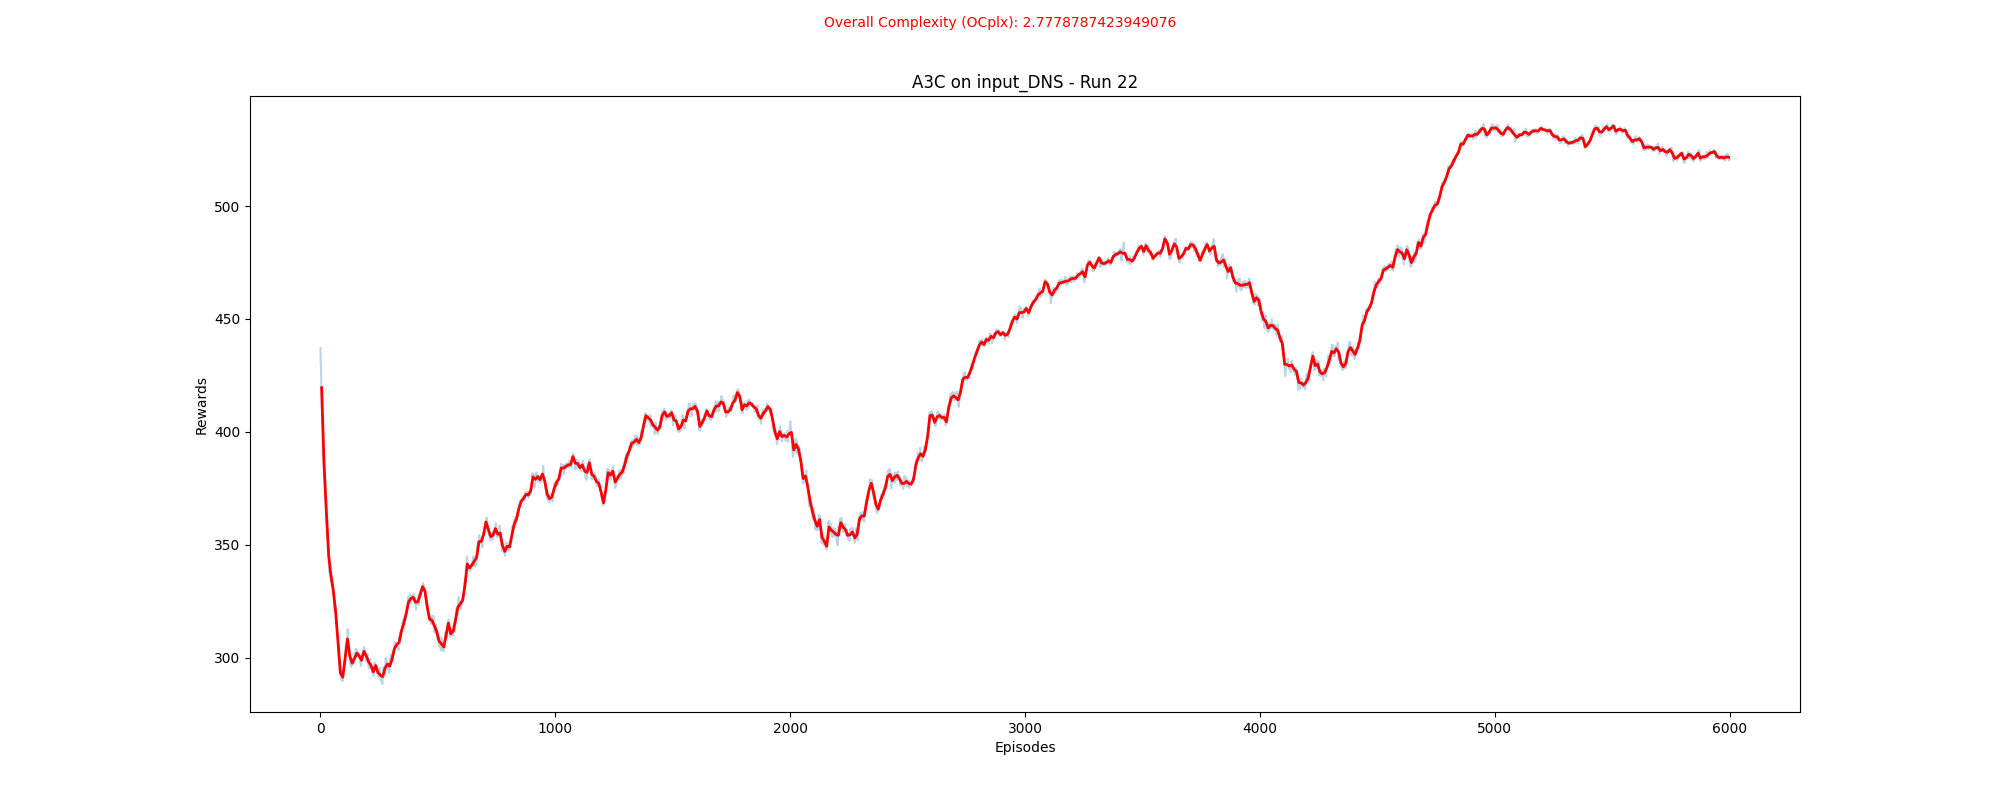 Overall Complexity (OCplx): 2.7778787423949076
A3C on input_DNS - Run 22
500
450
400
350
300
Rewards
0 1000 2000 3000 4000 5000 6000
Episodes